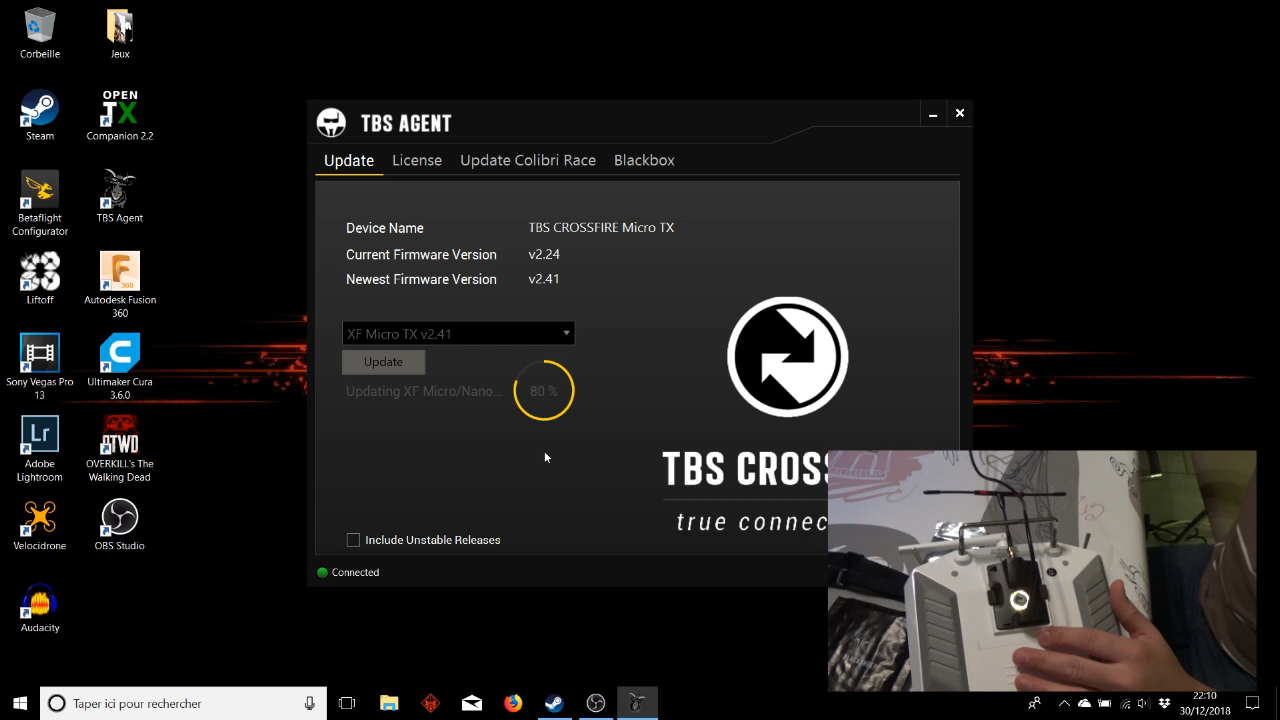 Corbeille
Jeux
Steam
OPEN
TX
Companion 2.2
Betaflight
Configurator
TBS Agent
Liftoff
F
360
Autodesk Fusion
360
Sony Vegas Pro
13
C
Ultimaker Cura
3.6.0
Lr
Adobe
Lightroom
OTWD
OVERKILL's The
Walking Dead
Velocidrone
OBS Studio
Audacity
TBS AGENT
Update
License
Update Colibri Race
Blackbox
Device Name
TBS CROSSFIRE Micro TX
Current Firmware Version
v2.24
Newest Firmware Version
v2.41
XF Micro TX v2.41
Update
Updating XF Micro/Nano...
80 %
TBS CROSS
true connec
Include Unstable Releases
Connected
Taper ici pour rechercher
22:10
30/12/2018